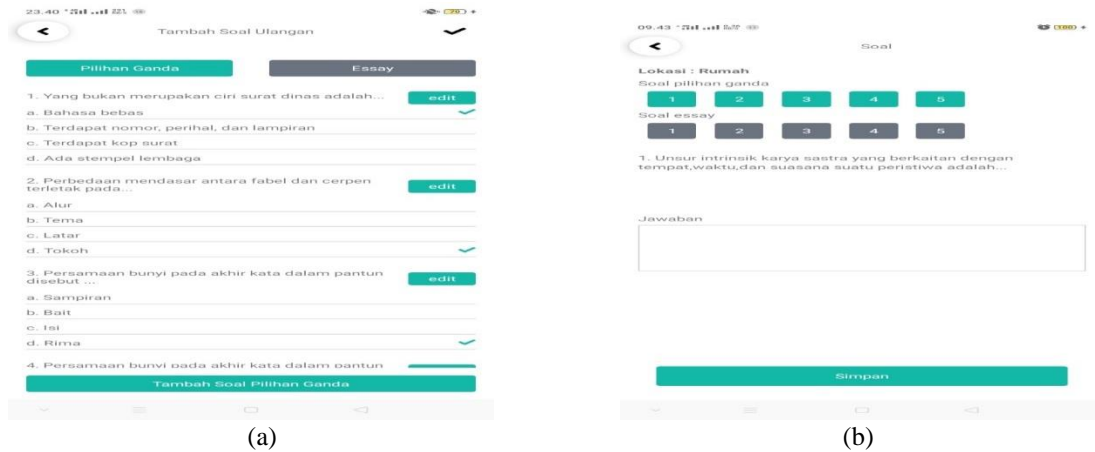 23.40
78
Tambah Soal Ulangan
Pilihan Ganda
Essay
1. Yang bukan merupakan ciri surat dinas adalah...
edit
a. Bahasa bebas
b. Terdapat nomor, perihal, dan lampiran
c. Terdapat kop surat
d. Ada stempel lembaga
2. Perbedaan mendasar antara fabel dan cerpen
terletak pada...
edit
a. Alur
b. Tema
c. Latar
d. Tokoh
3. Persamaan bunyi pada akhir kata dalam pantun
disebut ...
edit
a. Sampiran
b. Bait
c. Isi
d. Rima
4. Persamaan bunyi pada akhir kata dalam pantun
Tambah Soal Pilihan Ganda
(a)
09.43
100
Soal
Lokasi : Rumah
Soal pilihan ganda
1 2 3 4 5
Soal essay
1 2 3 4 5
1. Unsur intrinsik karya sastra yang berkaitan dengan
tempat,waktu,dan suasana suatu peristiwa adalah...
Jawaban
Simpan
(b)